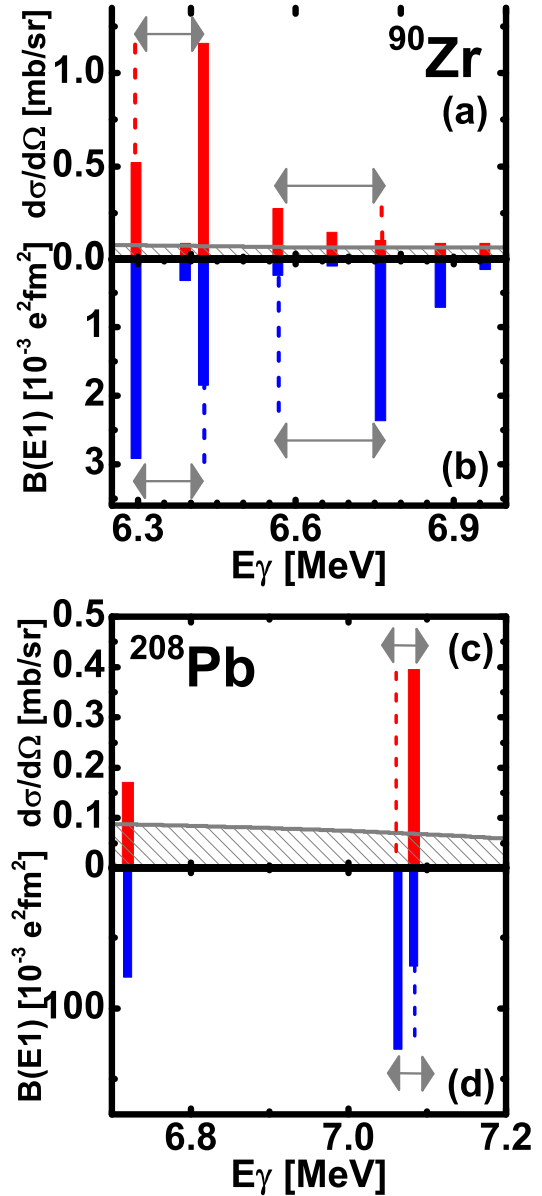 ⁹⁰Zr
(a)
dσ/dΩ [mb/sr]
1.0
0.5
0.0
B(E1) [10⁻³ e²fm²]
1
2
3
(b)
6.3 6.6 6.9
Eγ [MeV]
²⁰⁸Pb
(c)
dσ/dΩ [mb/sr]
0.5
0.4
0.3
0.2
0.1
0
B(E1) [10⁻³ e²fm²]
100
(d)
6.8 7.0 7.2
Eγ [MeV]